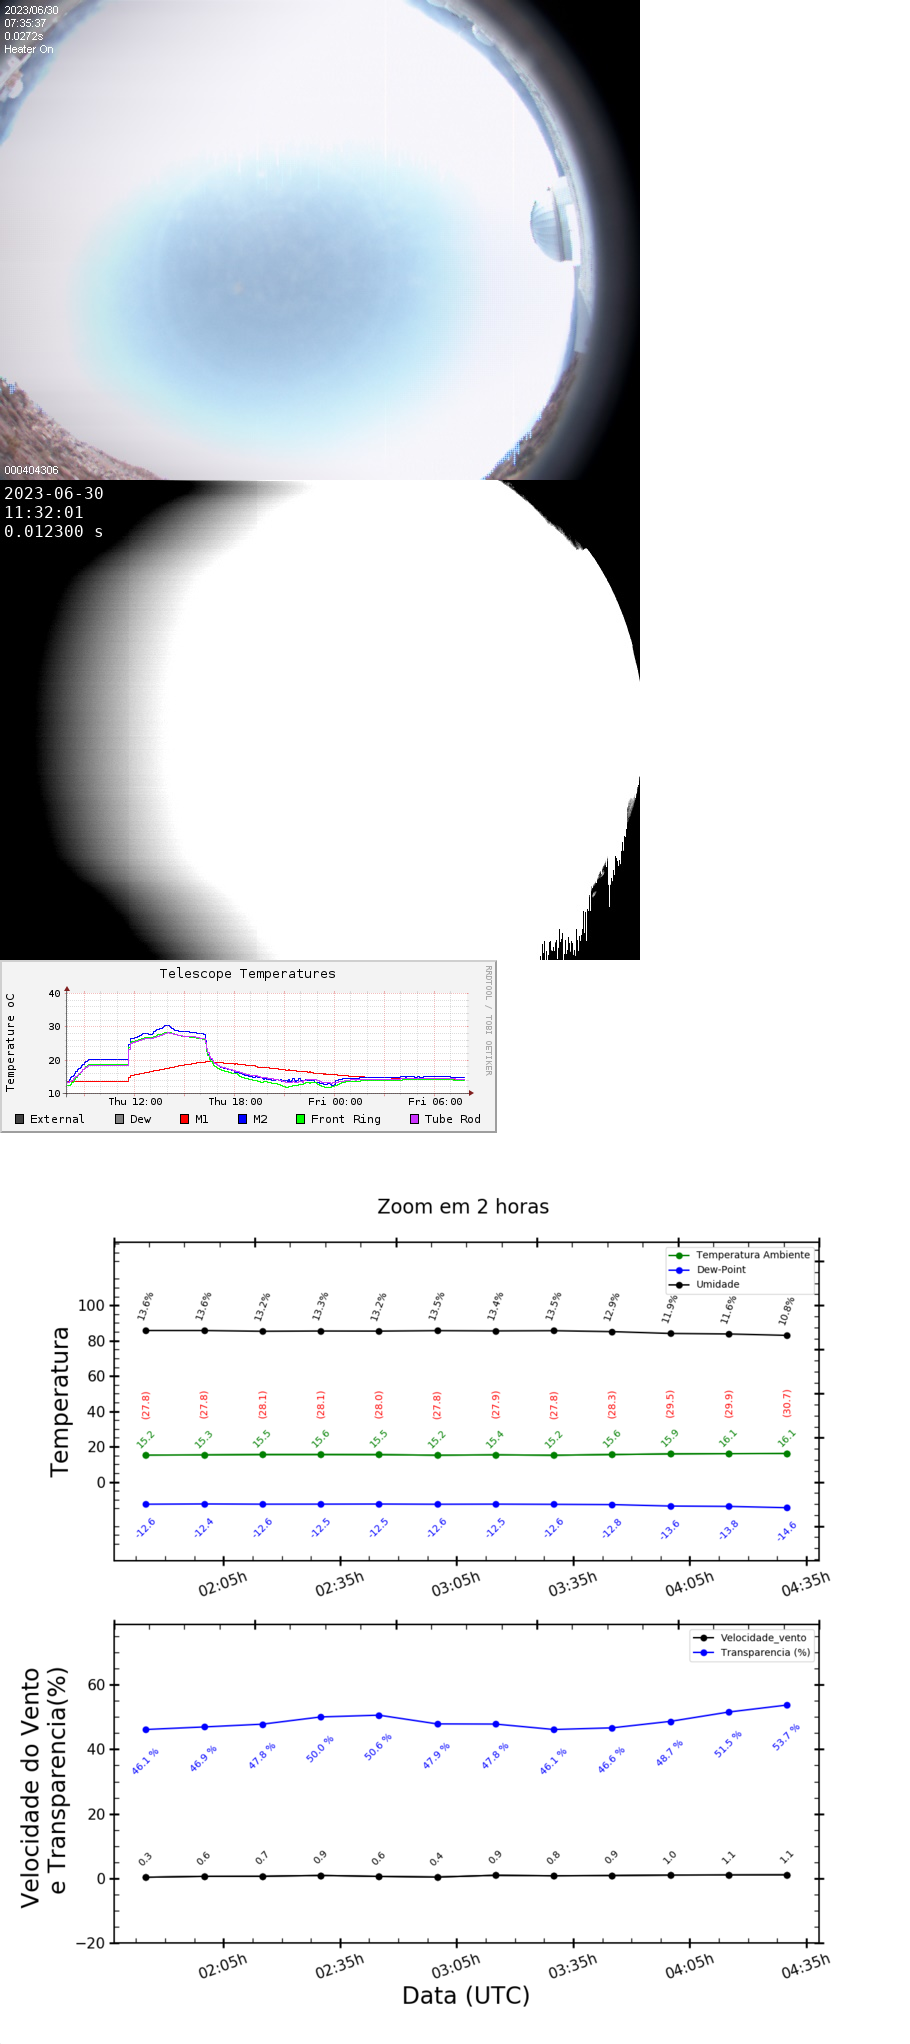 2023/06/30
07:35:37
0.0272s
Heater On
000404306
2023-06-30
11:32:01
0.012300 s
Telescope Temperatures
RRDTOOL / TOBI OETIKER
Temperature oC
40
30
20
10
Thu 12:00 Thu 18:00 Fri 00:00 Fri 06:00
External Dew M1 M2 Front Ring Tube Rod
Zoom em 2 horas
Temperatura Ambiente
Dew-Point
Umidade
Temperatura
100
80
60
40
20
0
13.6% 13.6% 13.2% 13.3% 13.2% 13.5% 13.4% 13.5% 12.9% 11.9% 11.6% 10.8%
(27.8) (27.8) (28.1) (28.1) (28.0) (27.8) (27.9) (27.8) (28.3) (29.5) (29.9) (30.7)
15.2 15.3 15.5 15.6 15.5 15.2 15.4 15.2 15.6 15.9 16.1 16.1
-12.6 -12.4 -12.6 -12.5 -12.5 -12.6 -12.5 -12.6 -12.8 -13.6 -13.8 -14.6
02:05h 02:35h 03:05h 03:35h 04:05h 04:35h
Velocidade_vento
Transparencia (%)
Velocidade do Vento
e Transparencia(%)
60
40
20
0
−20
46.1 % 46.9 % 47.8 % 50.0 % 50.6 % 47.9 % 47.8 % 46.1 % 46.6 % 48.7 % 51.5 % 53.7 %
0.3 0.6 0.7 0.9 0.6 0.4 0.9 0.8 0.9 1.0 1.1 1.1
02:05h 02:35h 03:05h 03:35h 04:05h 04:35h
Data (UTC)